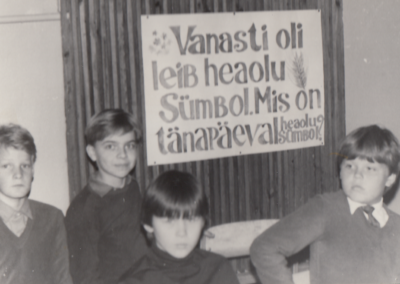 Vanasti oli
leib heaolu
Sümbol. Mis on
tänapäeval heaolu
sümbol?